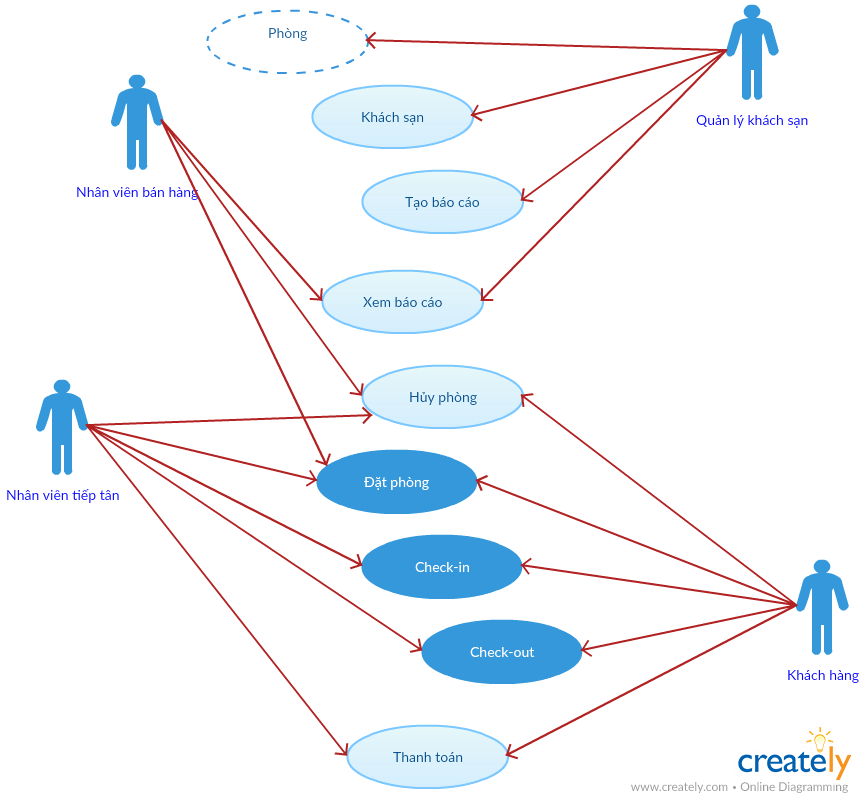 Phòng
Khách sạn
Quản lý khách sạn
Nhân viên bán hàng
Tạo báo cáo
Xem báo cáo
Hủy phòng
Đặt phòng
Nhân viên tiếp tân
Check-in
Check-out
Khách hàng
Thanh toán
creately
www.creately.com • Online Diagramming